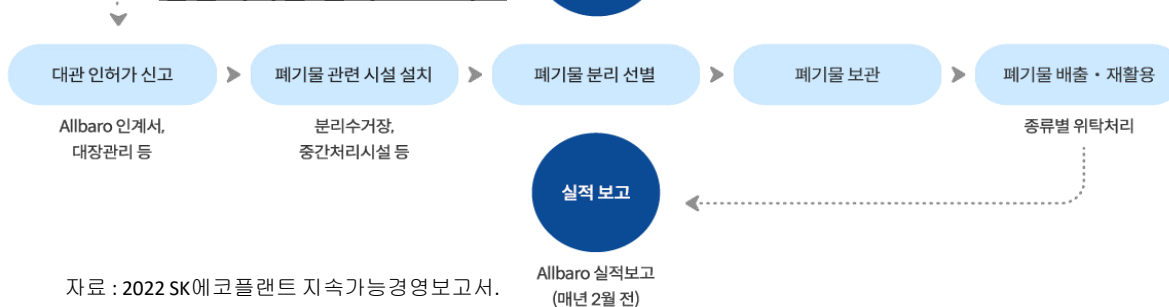 대관 인허가 신고
폐기물 관련 시설 설치
폐기물 분리 선별
폐기물 보관
폐기물 배출・재활용
Allbaro 인계서,
대장관리 등
분리수거장,
중간처리시설 등
종류별 위탁처리
실적 보고
Allbaro 실적보고
(매년 2월 전)
자료 : 2022 SK에코플랜트 지속가능경영보고서.